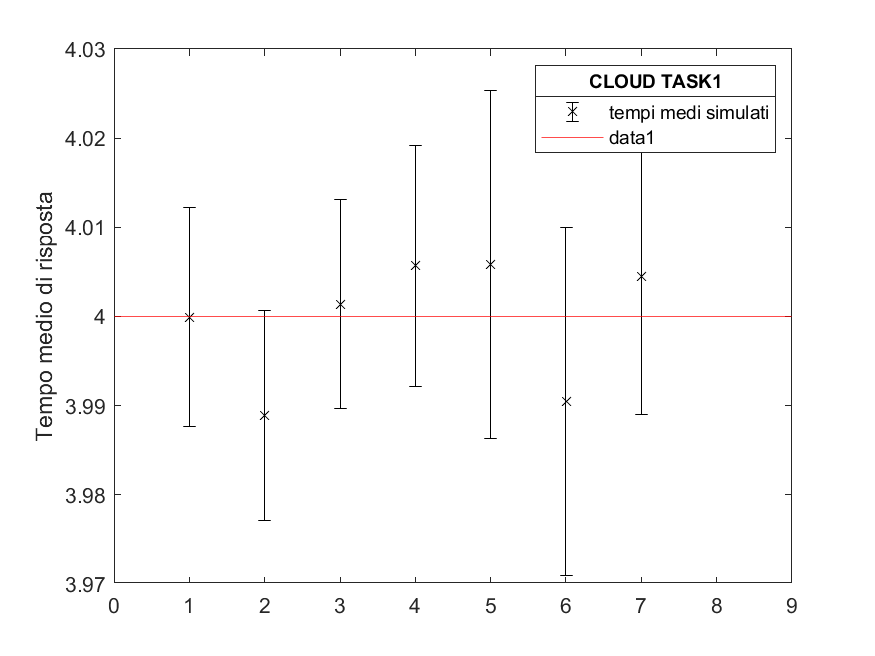 4.03
4.02
4.01
4
3.99
3.98
3.97
Tempo medio di risposta
CLOUD TASK1
tempi medi simulati
data1
0 1 2 3 4 5 6 7 8 9